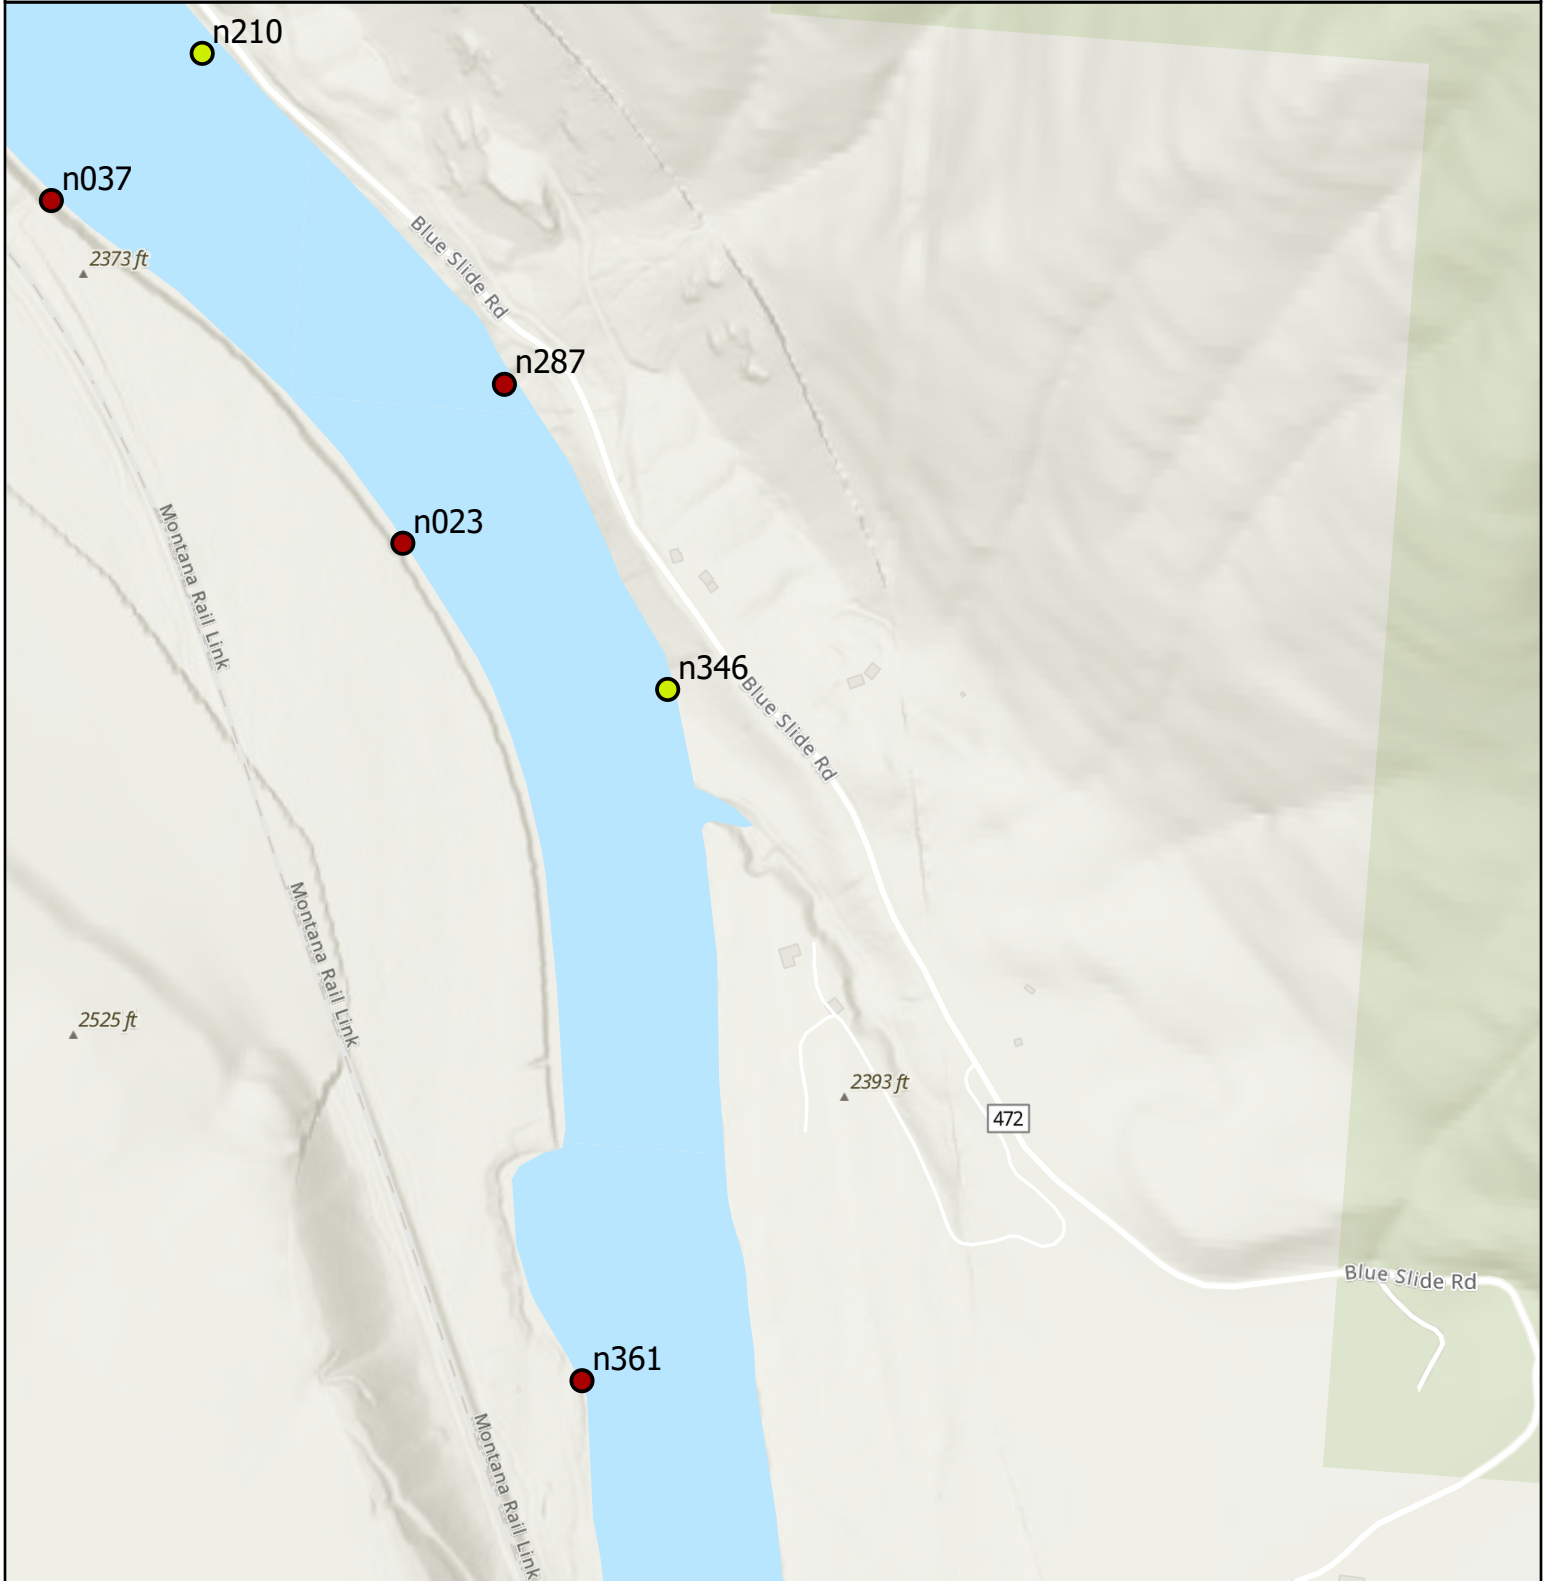 n210
n037
2373 ft
Blue Slide Rd
n287
n023
Montana Rail Link
n346
Blue Slide Rd
Montana Rail Link
2525 ft
2393 ft
472
Blue Slide Rd
n361
Montana Rail Link